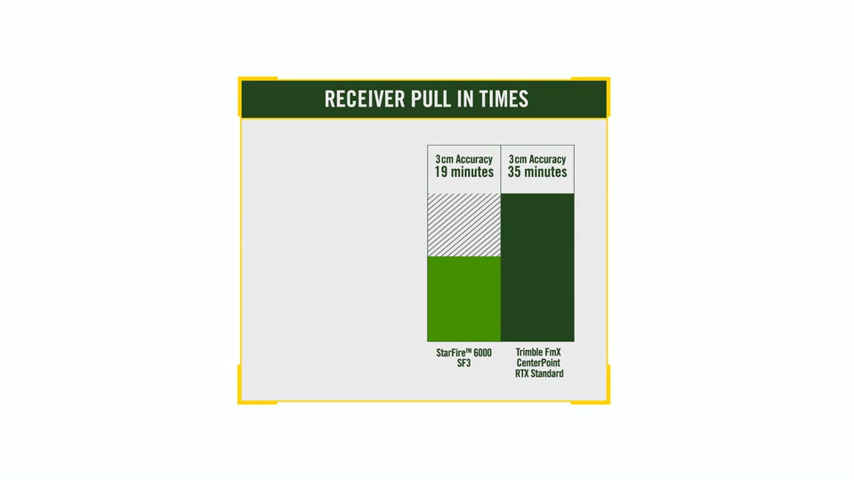 RECEIVER PULL IN TIMES
3cm Accuracy
19 minutes
3cm Accuracy
35 minutes
StarFire™ 6000
SF3
Trimble FmX
CenterPoint
RTX Standard